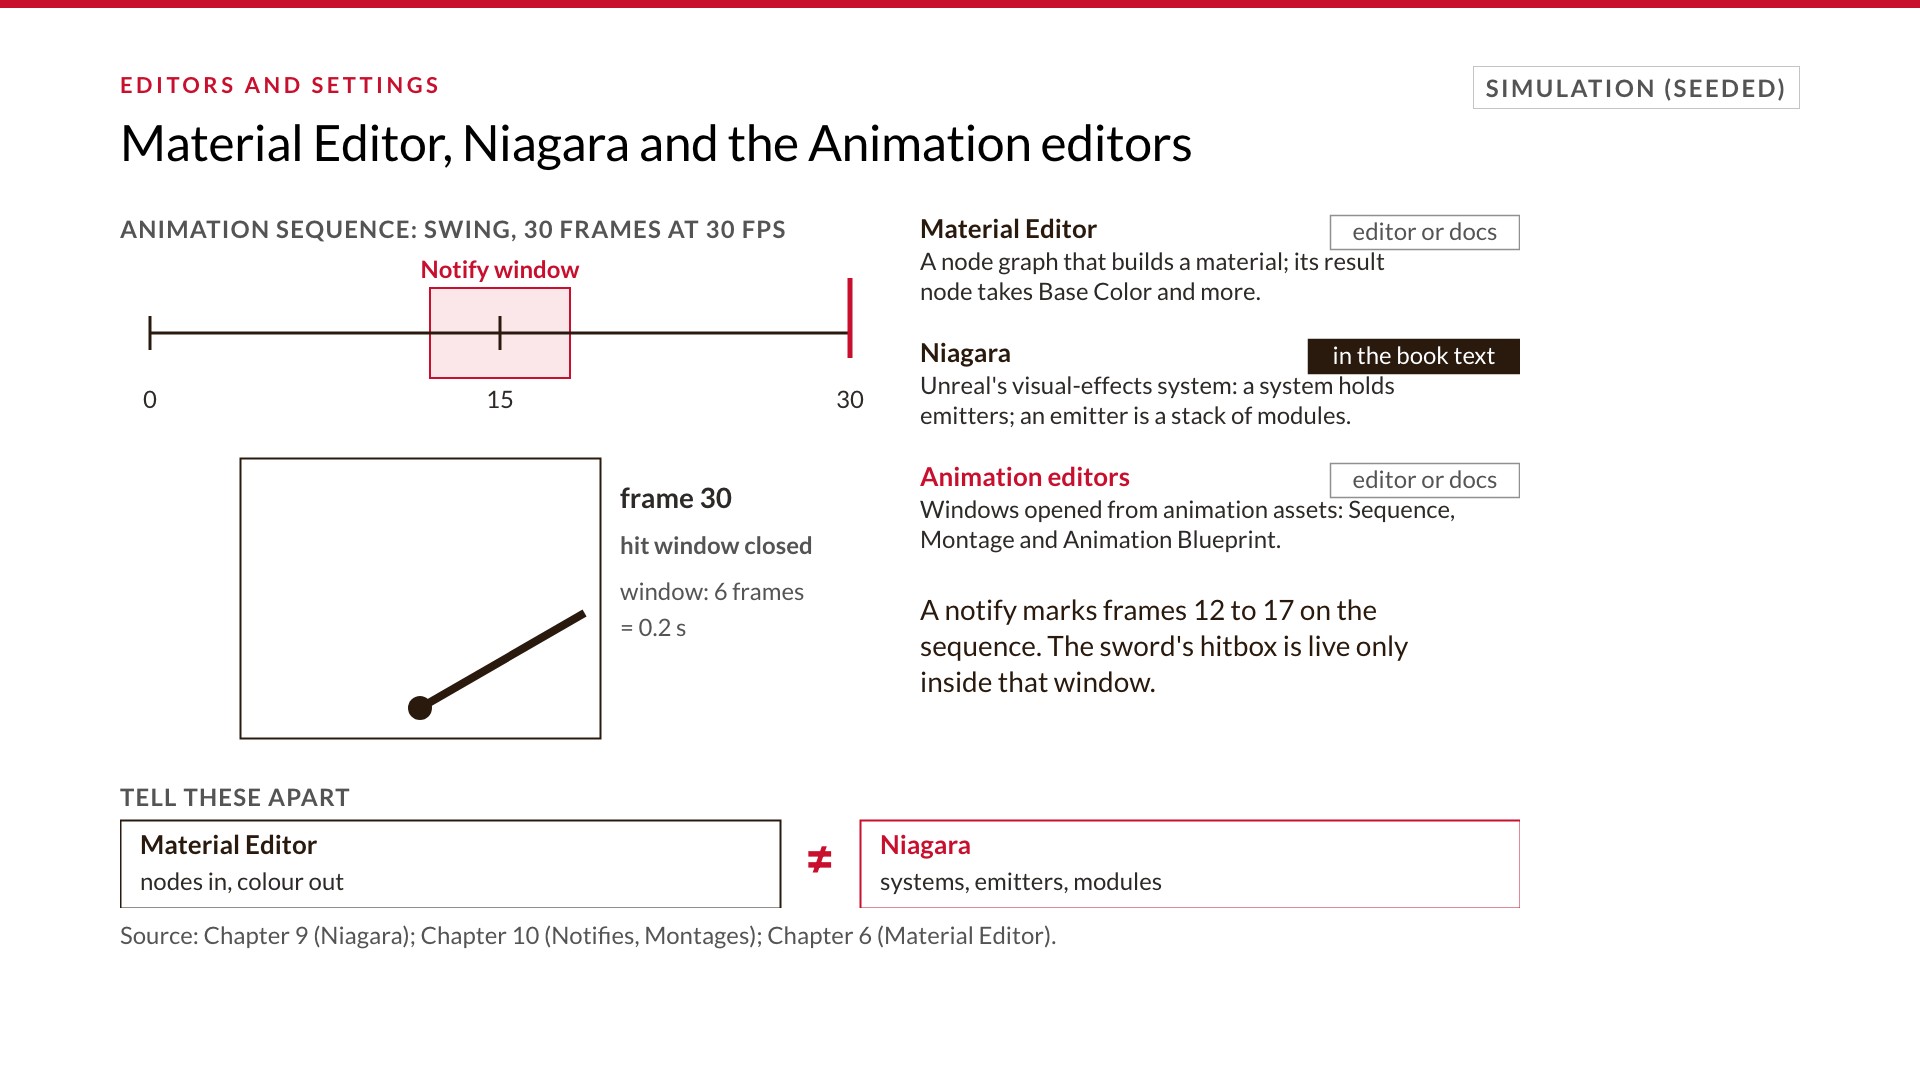 EDITORS AND SETTINGS
SIMULATION (SEEDED)
Material Editor, Niagara and the Animation editors
ANIMATION SEQUENCE: SWING, 30 FRAMES AT 30 FPS
Notify window
0
15
30
frame 30
hit window closed
window: 6 frames
= 0.2 s
Material Editor
editor or docs
A node graph that builds a material; its result
node takes Base Color and more.
Niagara
in the book text
Unreal's visual-effects system: a system holds
emitters; an emitter is a stack of modules.
Animation editors
editor or docs
Windows opened from animation assets: Sequence,
Montage and Animation Blueprint.
A notify marks frames 12 to 17 on the
sequence. The sword's hitbox is live only
inside that window.
TELL THESE APART
Material Editor
nodes in, colour out
≠
Niagara
systems, emitters, modules
Source: Chapter 9 (Niagara); Chapter 10 (Notifies, Montages); Chapter 6 (Material Editor).